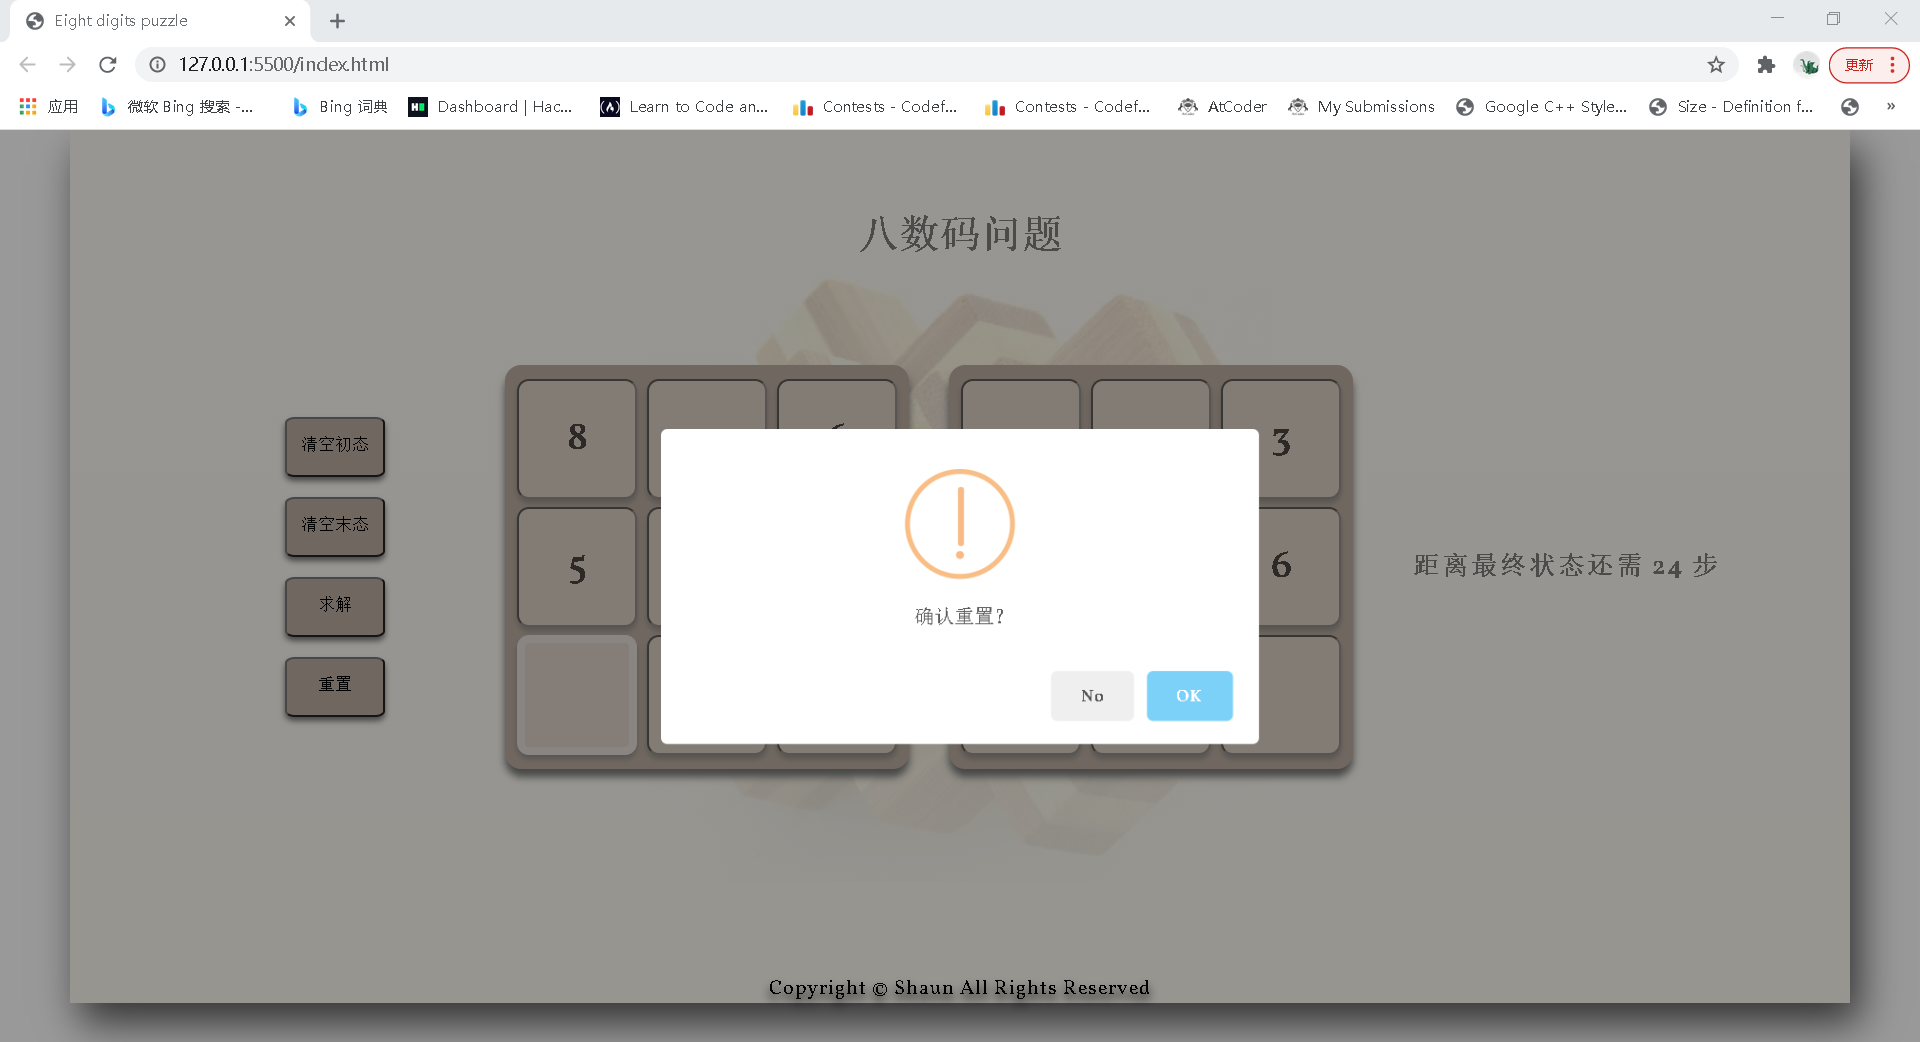 Eight digits puzzle
127.0.0.1:5500/index.html
更新
应用 微软 Bing 搜索 -... Bing 词典 Dashboard | Hac... Learn to Code an... Contests - Codef... Contests - Codef... AtCoder My Submissions Google C++ Style... Size - Definition f... »
八数码问题
清空初态
清空末态
求解
重置
8
5
3
6
确认重置?
No
OK
距离最终状态还需 24 步
Copyright © Shaun All Rights Reserved